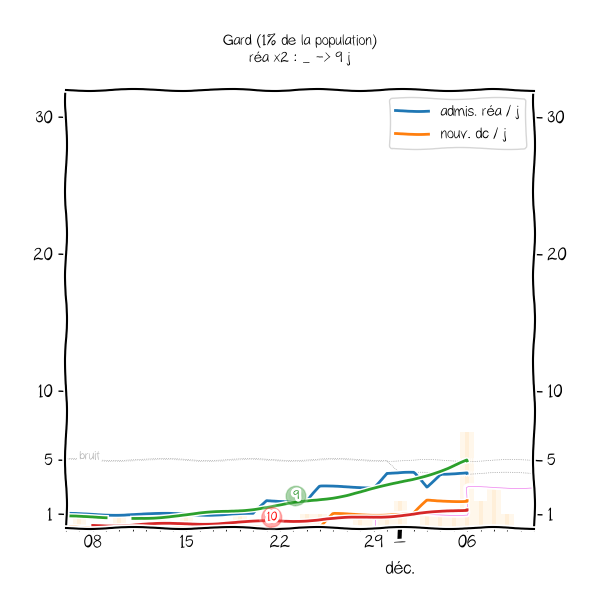 Gard (1% de la population)
réa x2 : _ -> 9 j
admis. réa / j
nouv. dc / j
30
30
20
20
10
10
5
bruit
5
9
10
1
1
08
15
22
29
06
déc.